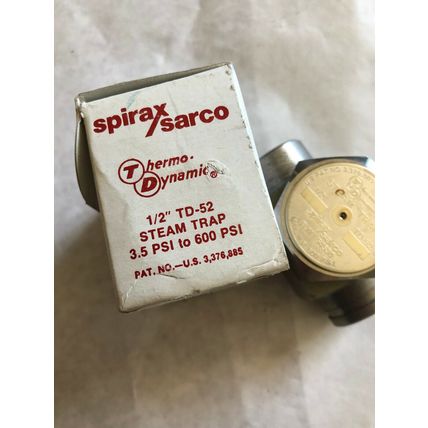 spirax/sarco
Thermo-
Dynamic®
1/2" TD-52
STEAM TRAP
3.5 PSI to 600 PSI
PAT. NO.—U.S. 3,376,885